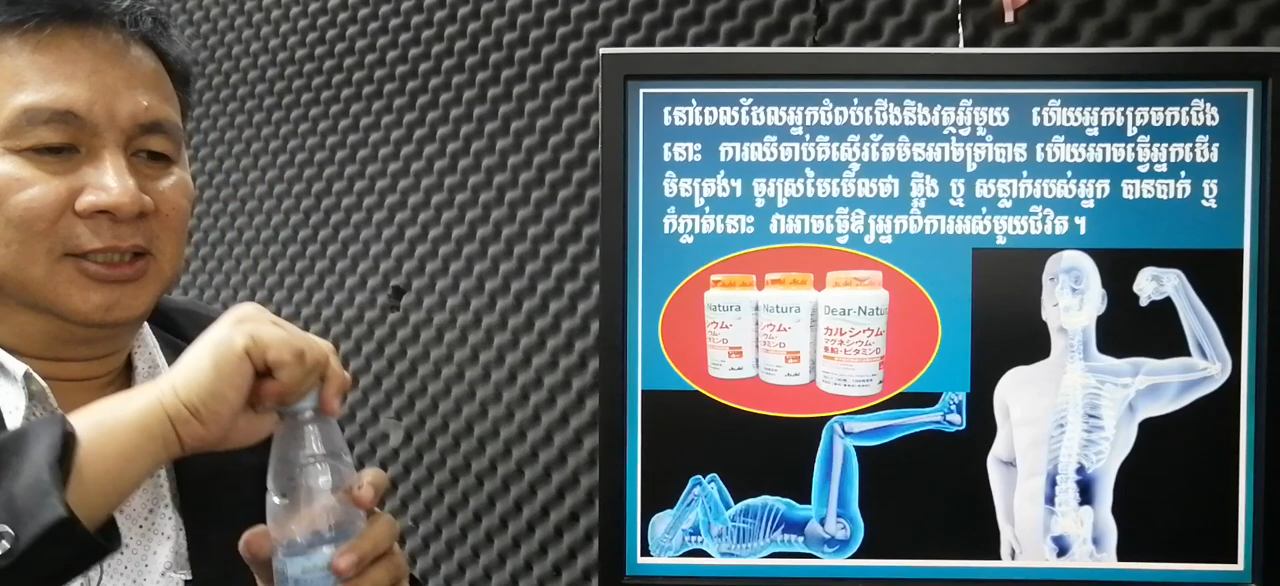 នៅពេលដែលអ្នកជំពប់ជើងនិងវត្ថុអ្វីមួយ ហើយអ្នកគ្រេចកជើង
នោះ ការឈឺចាប់គឺស្ទើរតែមិនអាចទ្រាំបាន ហើយអាចធ្វើអ្នកដើរ
មិនត្រង់។ ចូរស្រមៃមើលថា ឆ្អឹង ឬ សន្លាក់របស់អ្នក បានបាក់ ឬ
ក៏ភ្លាត់នោះ វាអាចធ្វើឱ្យអ្នកពិការអស់មួយជីវិត ។
Natura
Natura
Dear-Natura
カルシウム・
マグネシウム・
亜鉛・ビタミンD